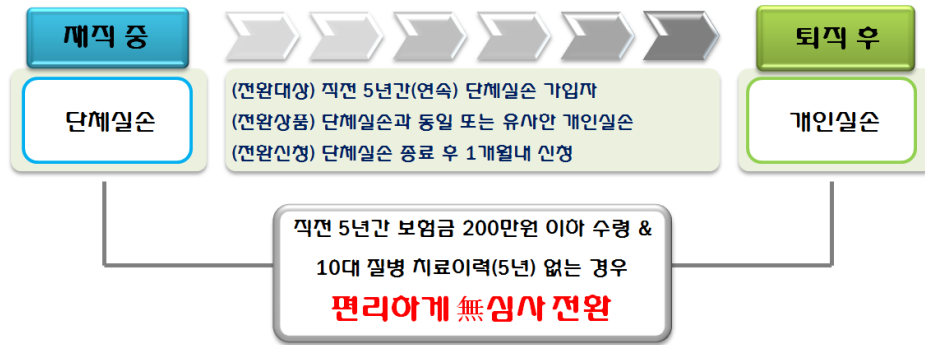 재직 중
퇴직 후
단체실손
(전환대상) 직전 5년간(연속) 단체실손 가입자
(전환상품) 단체실손과 동일 또는 유사한 개인실손
(전환신청) 단체실손 종료 후 1개월내 신청
개인실손
직전 5년간 보험금 200만원 이하 수령 &
10대 질병 치료이력(5년) 없는 경우
편리하게 無심사 전환